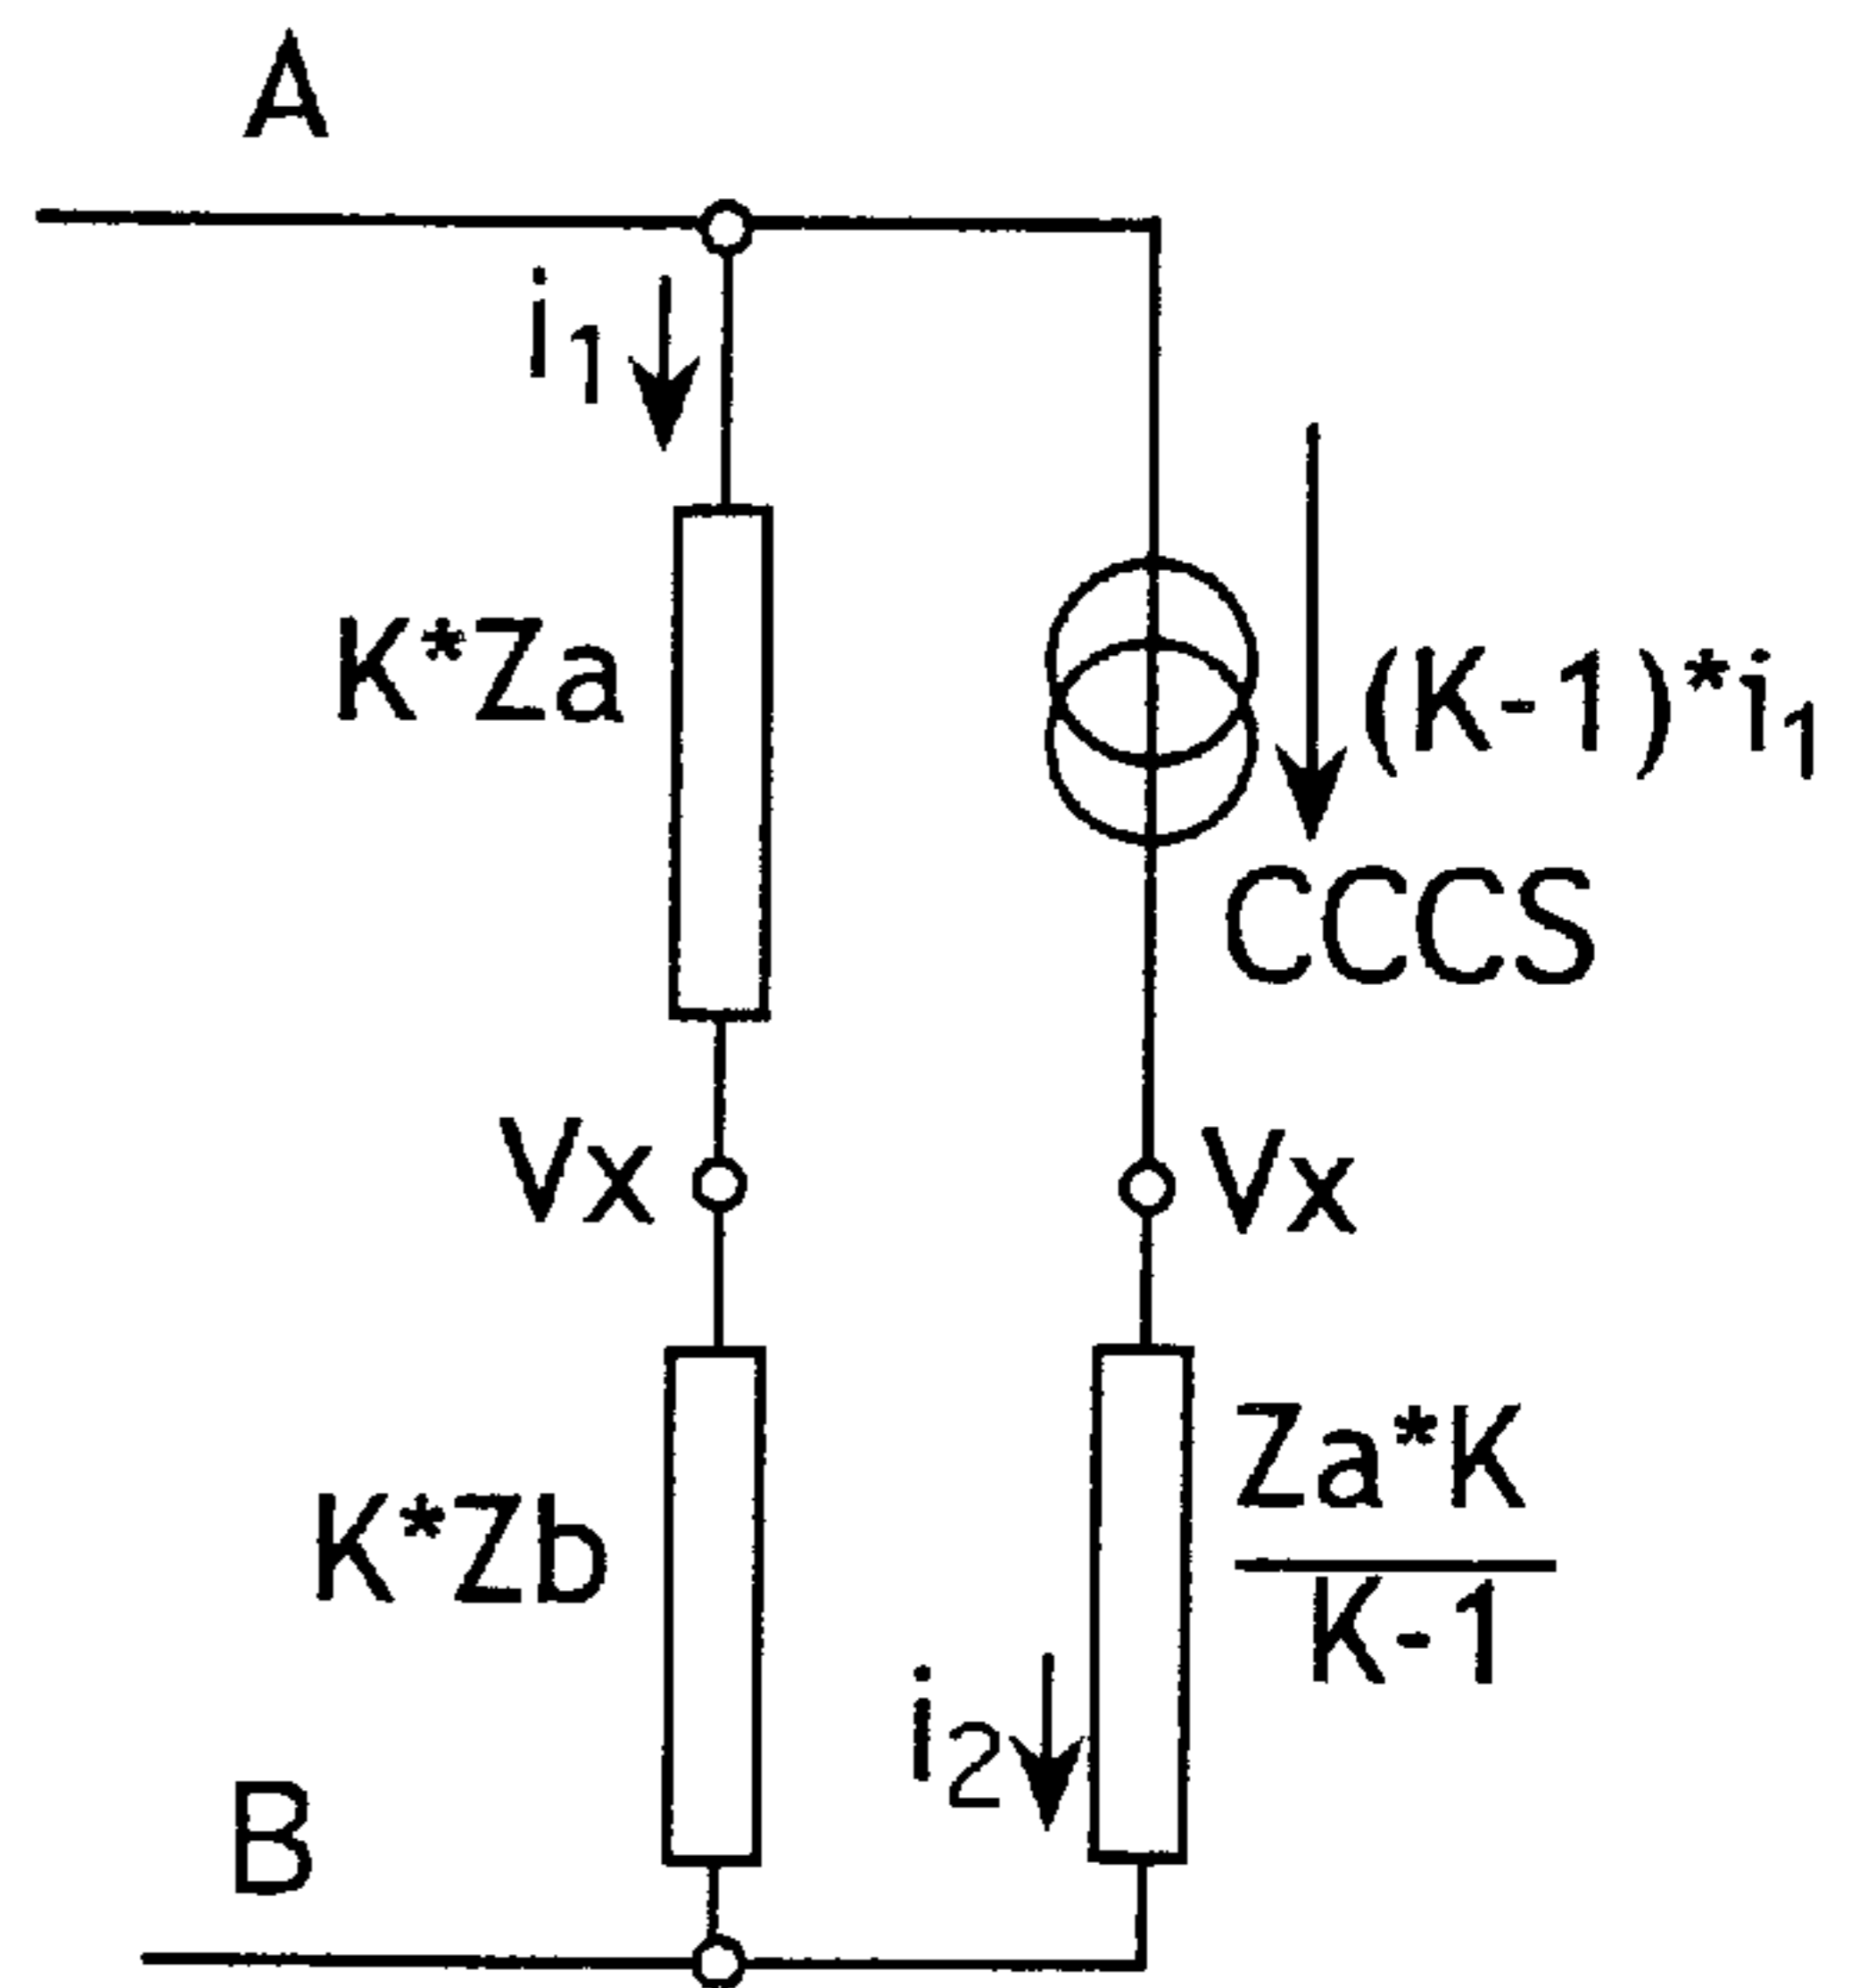 A
i1
K*Za
(K-1)*i1
CCCS
Vx
Vx
K*Zb
Za*K
K-1
i2
B